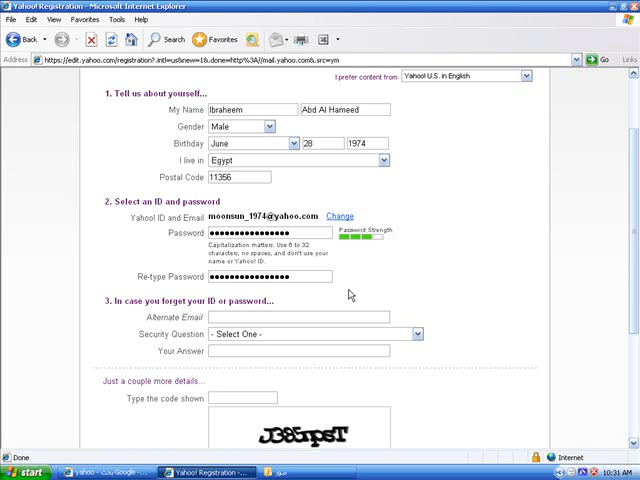 Yahoo! Registration - Microsoft Internet Explorer
File Edit View Favorites Tools Help
Back Search Favorites
Address https://edit.yahoo.com/registration?.intl=us&new=1&.done=http%3A//mail.yahoo.com&.src=ym Go Links
I prefer content from Yahoo! U.S. in English
1. Tell us about yourself...
My Name Ibraheem Abd Al Hameed
Gender Male
Birthday June 28 1974
I live in Egypt
Postal Code 11356
2. Select an ID and password
Yahoo! ID and Email moonsun_1974@yahoo.com Change
Password ●●●●●●●●●●●●●●●● Password Strength
Capitalization matters. Use 6 to 32
characters, no spaces, and don't use your
name or Yahoo! ID.
Re-type Password ●●●●●●●●●●●●●●●●
3. In case you forget your ID or password...
Alternate Email
Security Question - Select One -
Your Answer
Just a couple more details...
Type the code shown
Done Internet
start yahoo - بحث Google -... Yahoo! Registration -... صور 10:31 AM